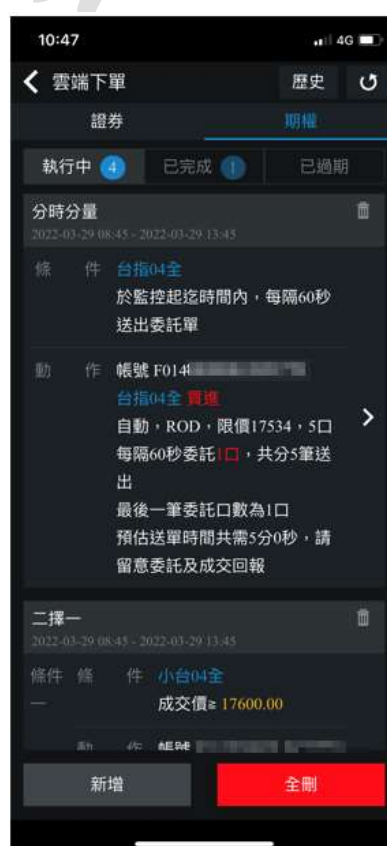 10:47
4G
雲端下單
歷史
證券
期權
執行中 4
已完成 1
已過期
分時分量
2022-03-29 08:45 - 2022-03-29 13:45
條 件 台指04全
於監控起迄時間內，每隔60秒
送出委託單
動 作 帳號 F014
台指04全 買進
自動，ROD，限價17534，5口
每隔60秒委託1口，共分5筆送
出
最後一筆委託口數為1口
預估送單時間共需5分0秒，請
留意委託及成交回報
二擇一
2022-03-29 08:45 - 2022-03-29 13:45
條件 條 件 小台04全
一 成交價≥ 17600.00
動 作 帳號
新增
全刪